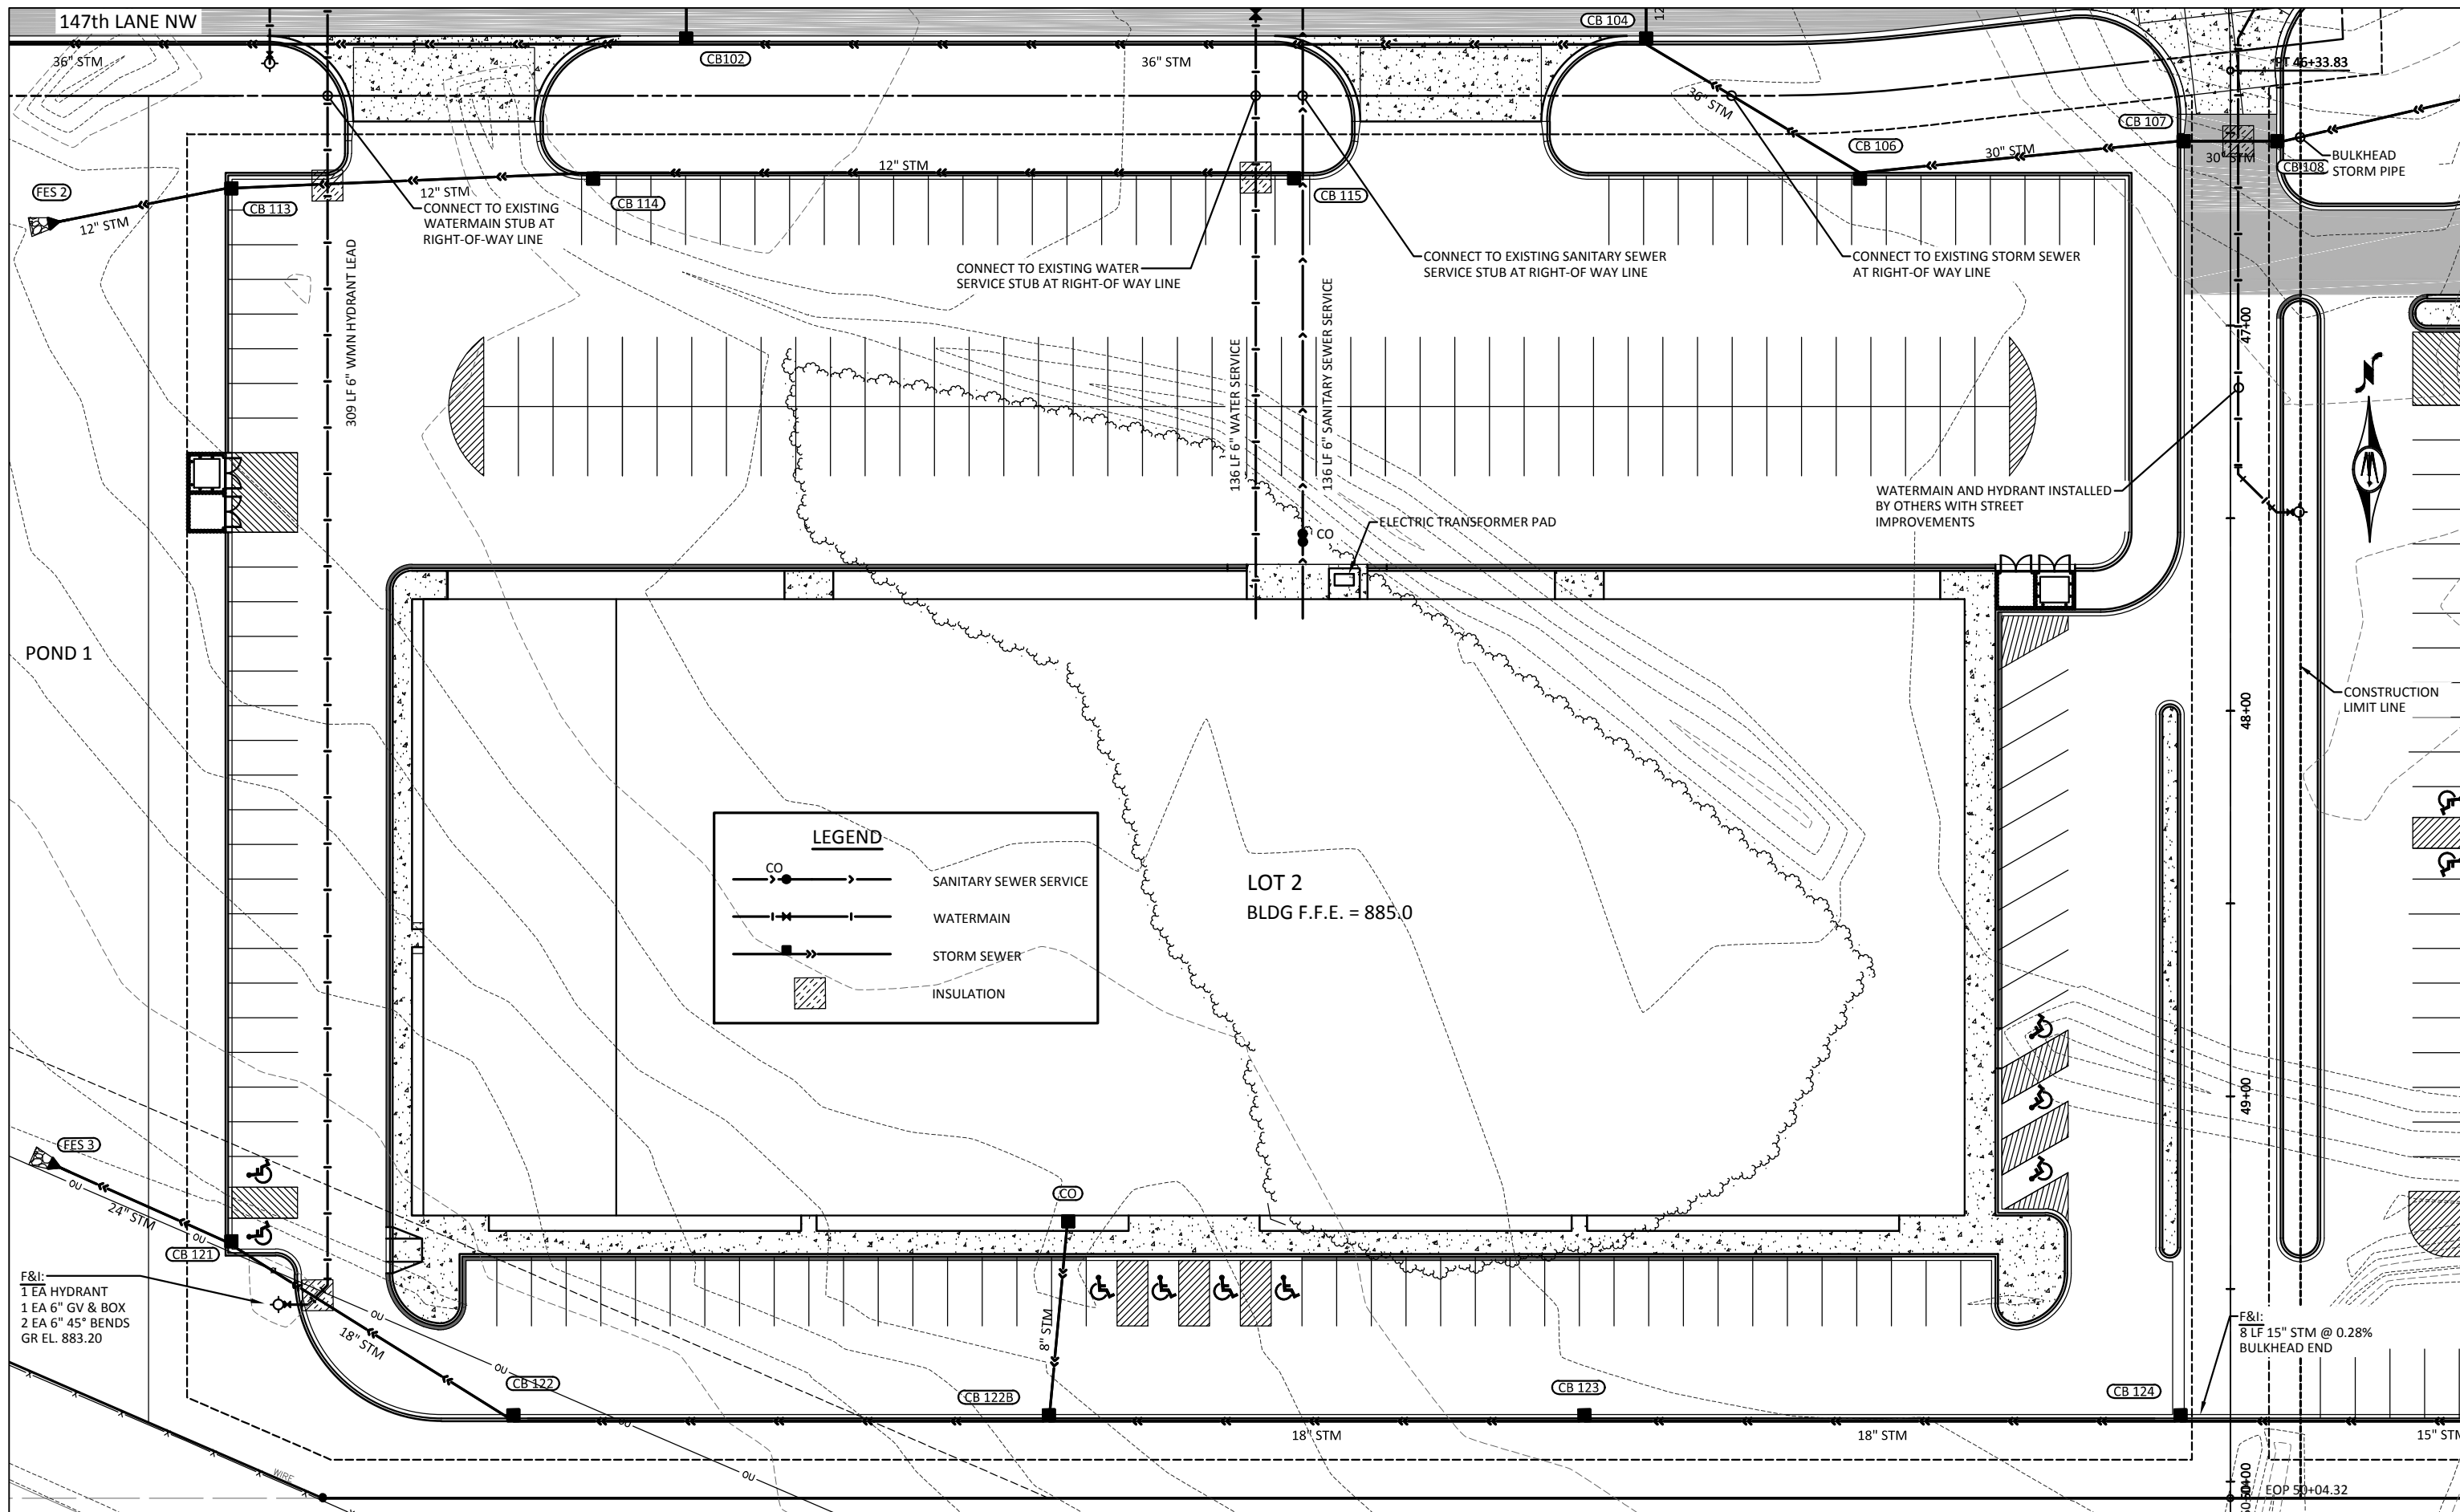 147th LANE NW
CB 104
12
36" STM
CB102
36" STM
PT 46+33.83
36" STM
CB 107
CB 106
30" STM
30" STM
BULKHEAD
STORM PIPE
CB 108
12" STM
FES 2
12" STM
CB 113
12" STM
CB 114
CB 115
CONNECT TO EXISTING
WATERMAIN STUB AT
RIGHT-OF-WAY LINE
309 LF 6" WMN HYDRANT LEAD
CONNECT TO EXISTING WATER
SERVICE STUB AT RIGHT-OF WAY LINE
CONNECT TO EXISTING SANITARY SEWER
SERVICE STUB AT RIGHT-OF WAY LINE
CONNECT TO EXISTING STORM SEWER
AT RIGHT-OF WAY LINE
136 LF 6" WATER SERVICE
136 LF 6" SANITARY SEWER SERVICE
47+00
N
WATERMAIN AND HYDRANT INSTALLED
BY OTHERS WITH STREET
IMPROVEMENTS
ELECTRIC TRANSFORMER PAD
CO
POND 1
CONSTRUCTION
LIMIT LINE
48+00
LEGEND
CO
SANITARY SEWER SERVICE
WATERMAIN
STORM SEWER
INSULATION
LOT 2
BLDG F.F.E. = 885.0
49+00
FES 3
OU
24" STM
OU
CB 121
CO
F&I:
1 EA HYDRANT
1 EA 6" GV & BOX
2 EA 6" 45° BENDS
GR EL. 883.20
OU
18" STM
OU
8" STM
F&I:
8 LF 15" STM @ 0.28%
BULKHEAD END
CB 122
CB 122B
CB 123
CB 124
OU
18" STM
18" STM
15" STM
WIRE
OU
EOP 50+04.32